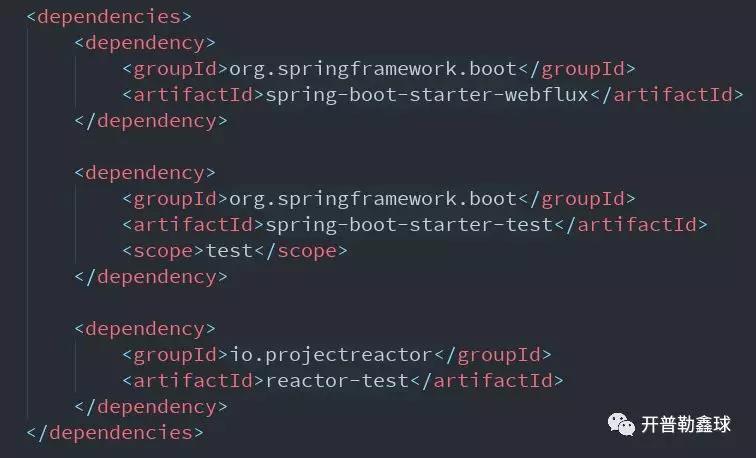 <dependencies>
    <dependency>
        <groupId>org.springframework.boot</groupId>
        <artifactId>spring-boot-starter-webflux</artifactId>
    </dependency>

    <dependency>
        <groupId>org.springframework.boot</groupId>
        <artifactId>spring-boot-starter-test</artifactId>
        <scope>test</scope>
    </dependency>

    <dependency>
        <groupId>io.projectreactor</groupId>
        <artifactId>reactor-test</artifactId>
    </dependency>
</dependencies>
开普勒鑫球